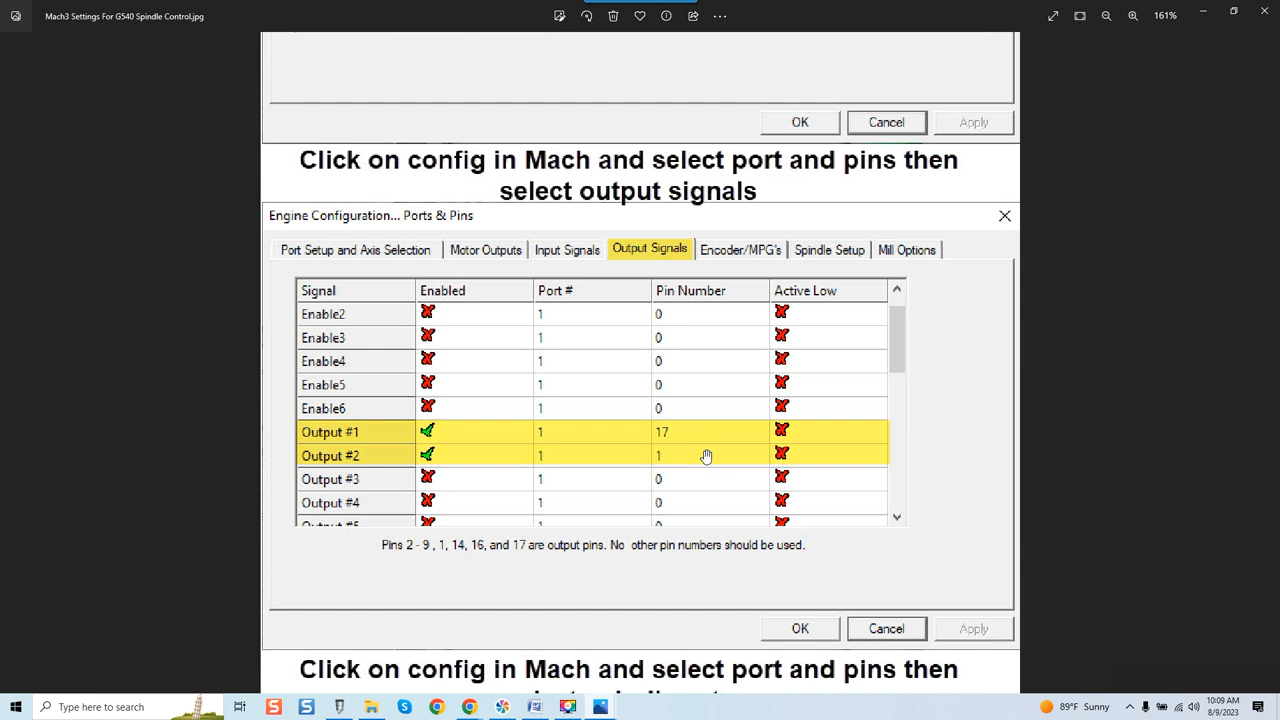 Mach3 Settings For G540 Spindle Control.jpg
161%
OK Cancel Apply
Click on config in Mach and select port and pins then
select output signals
Engine Configuration... Ports & Pins
Port Setup and Axis Selection Motor Outputs Input Signals Output Signals Encoder/MPG's Spindle Setup Mill Options
Signal Enabled Port # Pin Number Active Low
Enable2 1 0
Enable3 1 0
Enable4 1 0
Enable5 1 0
Enable6 1 0
Output #1 1 17
Output #2 1 1
Output #3 1 0
Output #4 1 0
Output #5 1 0
Pins 2 - 9 , 1, 14, 16, and 17 are output pins. No other pin numbers should be used.
OK Cancel Apply
Click on config in Mach and select port and pins then
Type here to search
89°F Sunny
10:09 AM
8/9/2023